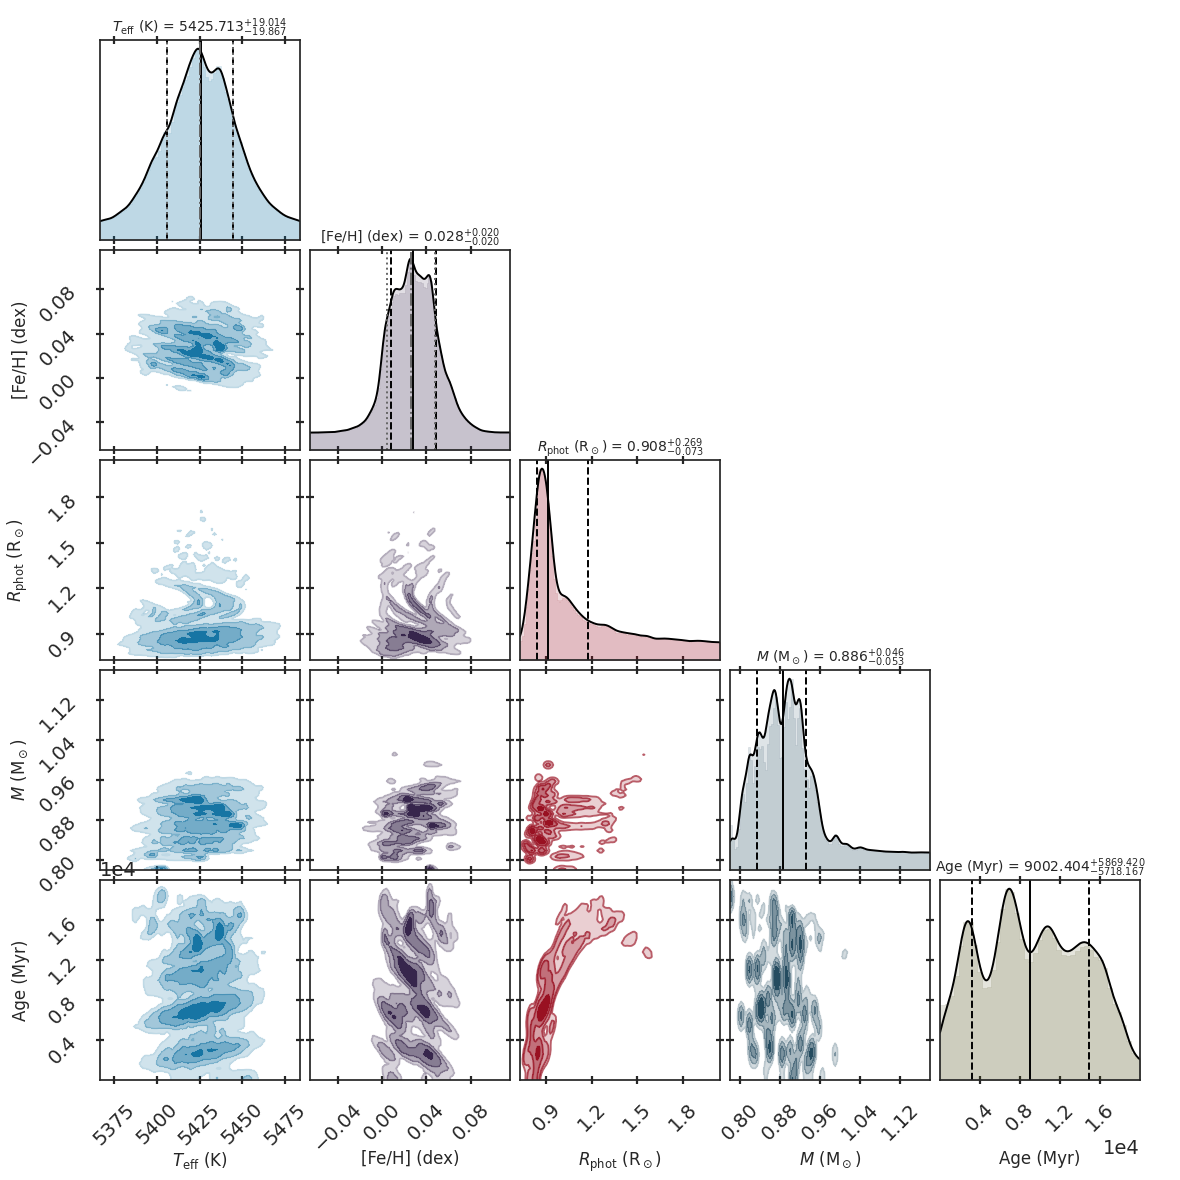 T_eff (K) = 5425.713 +19.014 −19.867
[Fe/H] (dex) = 0.028 +0.020 −0.020
0.08
0.04
0.00
−0.04
[Fe/H] (dex)
R_phot (R⊙) = 0.908 +0.269 −0.073
1.8
1.5
1.2
0.9
R_phot (R⊙)
M (M⊙) = 0.886 +0.046 −0.053
1.12
1.04
0.96
0.88
0.80
M (M⊙)
1e4
Age (Myr) = 9002.404 +5869.420 −5718.167
1.6
1.2
0.8
0.4
Age (Myr)
5375 5400 5425 5450 5475
−0.04 0.00 0.04 0.08
0.9 1.2 1.5 1.8
0.80 0.88 0.96 1.04 1.12
0.4 0.8 1.2 1.6
1e4
T_eff (K)
[Fe/H] (dex)
R_phot (R⊙)
M (M⊙)
Age (Myr)